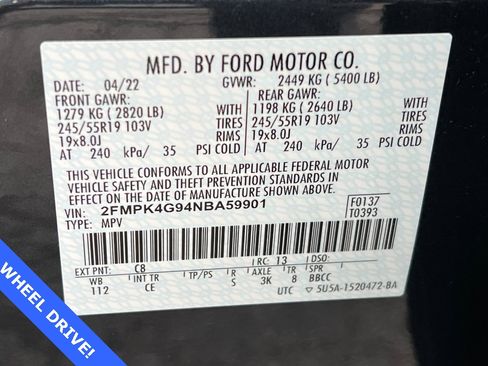 MFD. BY FORD MOTOR CO.
DATE: 04/22 GVWR: 2449 KG ( 5400 LB)
FRONT GAWR: REAR GAWR:
1279 KG ( 2820 LB) 1198 KG ( 2640 LB)
245/55R19 103V TIRES 245/55R19 103V TIRES
19x8.0J RIMS 19x8.0J RIMS
AT 240 kPa/ 35 PSI COLD AT 240 kPa/ 35 PSI COLD
THIS VEHICLE CONFORMS TO ALL APPLICABLE FEDERAL MOTOR
VEHICLE SAFETY AND THEFT PREVENTION STANDARDS IN EFFECT
ON THE DATE OF MANUFACTURE SHOWN ABOVE.
VIN: 2FMPK4G94NBA59901 F0137
TYPE: MPV T0393
EXT PNT: C8 RC: 13 DSO:
WB INT TR TP/PS R AXLE TR SPR
112 CE S 3K 8 BBCC
UTC ▽ 5U5A-1520472-BA
WHEEL DRIVE!